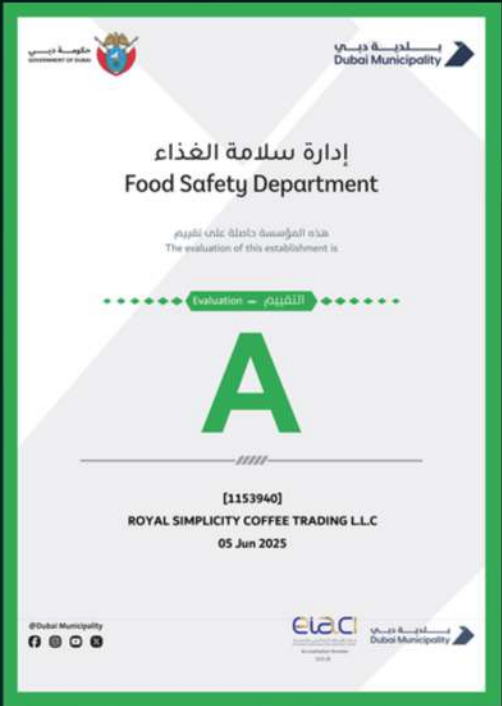 حكومة دبي
GOVERNMENT OF DUBAI
بلدية دبي
Dubai Municipality
إدارة سلامة الغذاء
Food Safety Department
هذه المؤسسة حاصلة على تقييم
The evaluation of this establishment is
Evaluation – التقييم
A
[1153940]
ROYAL SIMPLICITY COFFEE TRADING L.L.C
05 Jun 2025
@Dubai Municipality
eiac
بلدية دبي
Dubai Municipality